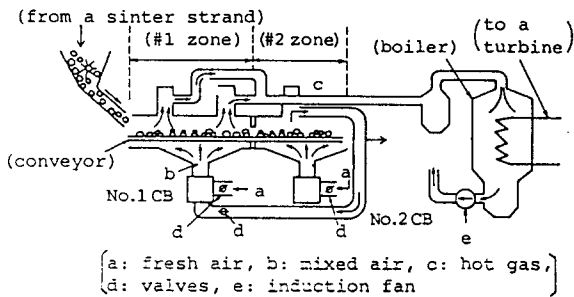 (from a sinter strand)
(#1 zone)
(#2 zone)
(to a
turbine)
(boiler)
c
(conveyor)
b
a
a
No.1 CB
d
d
d
No.2 CB
e
a: fresh air, b: mixed air, c: hot gas,
d: valves, e: induction fan